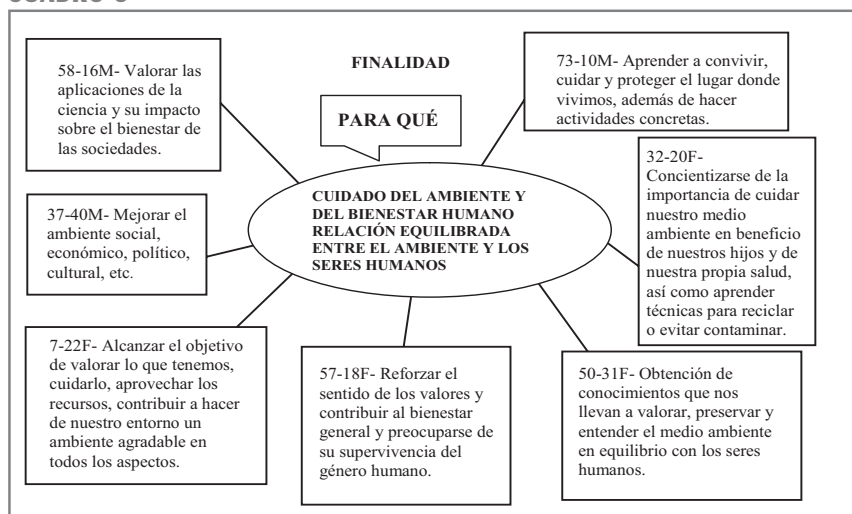 58-16M- Valorar las
aplicaciones de la
ciencia y su impacto
sobre el bienestar de
las sociedades.
FINALIDAD
PARA QUÉ
73-10M- Aprender a convivir,
cuidar y proteger el lugar donde
vivimos, además de hacer
actividades concretas.
37-40M- Mejorar el
ambiente social,
económico, político,
cultural, etc.
CUIDADO DEL AMBIENTE Y
DEL BIENESTAR HUMANO
RELACIÓN EQUILIBRADA
ENTRE EL AMBIENTE Y LOS
SERES HUMANOS
32-20F-
Concientizarse de la
importancia de cuidar
nuestro medio
ambiente en beneficio
de nuestros hijos y de
nuestra propia salud,
así como aprender
técnicas para reciclar
o evitar contaminar.
7-22F- Alcanzar el objetivo
de valorar lo que tenemos,
cuidarlo, aprovechar los
recursos, contribuir a hacer
de nuestro entorno un
ambiente agradable en
todos los aspectos.
57-18F- Reforzar el
sentido de los valores y
contribuir al bienestar
general y preocuparse de
su supervivencia del
género humano.
50-31F- Obtención de
conocimientos que nos
llevan a valorar, preservar y
entender el medio ambiente
en equilibrio con los seres
humanos.